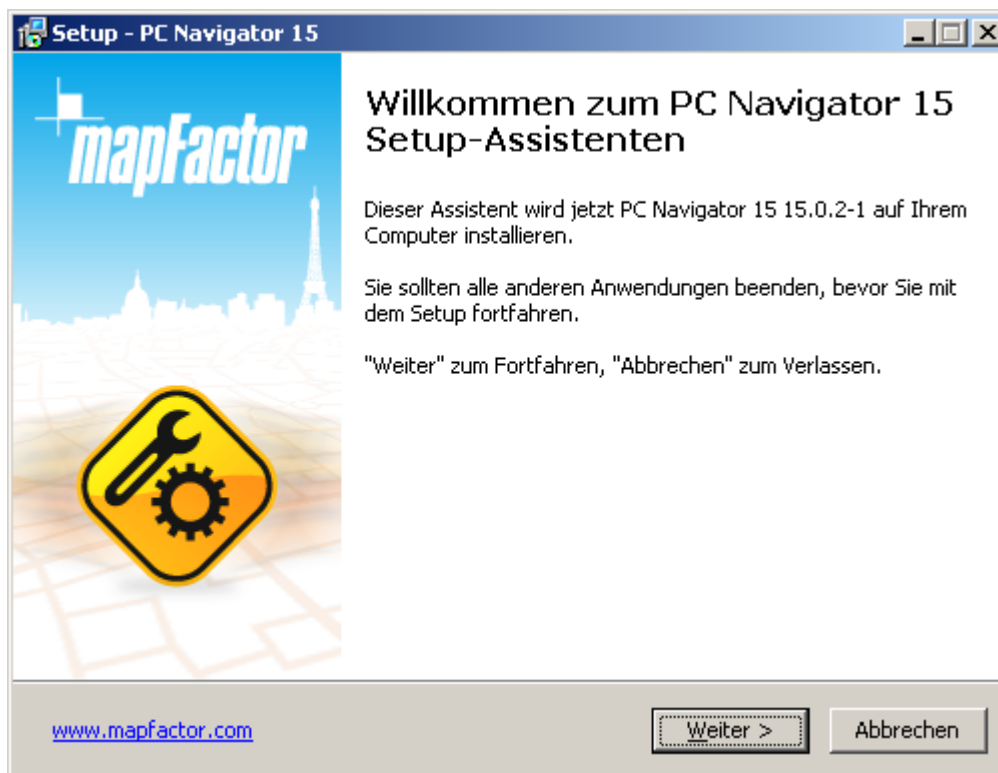 Setup - PC Navigator 15
mapFactor
Willkommen zum PC Navigator 15
Setup-Assistenten
Dieser Assistent wird jetzt PC Navigator 15 15.0.2-1 auf Ihrem
Computer installieren.
Sie sollten alle anderen Anwendungen beenden, bevor Sie mit
dem Setup fortfahren.
"Weiter" zum Fortfahren, "Abbrechen" zum Verlassen.
www.mapfactor.com
Weiter >
Abbrechen